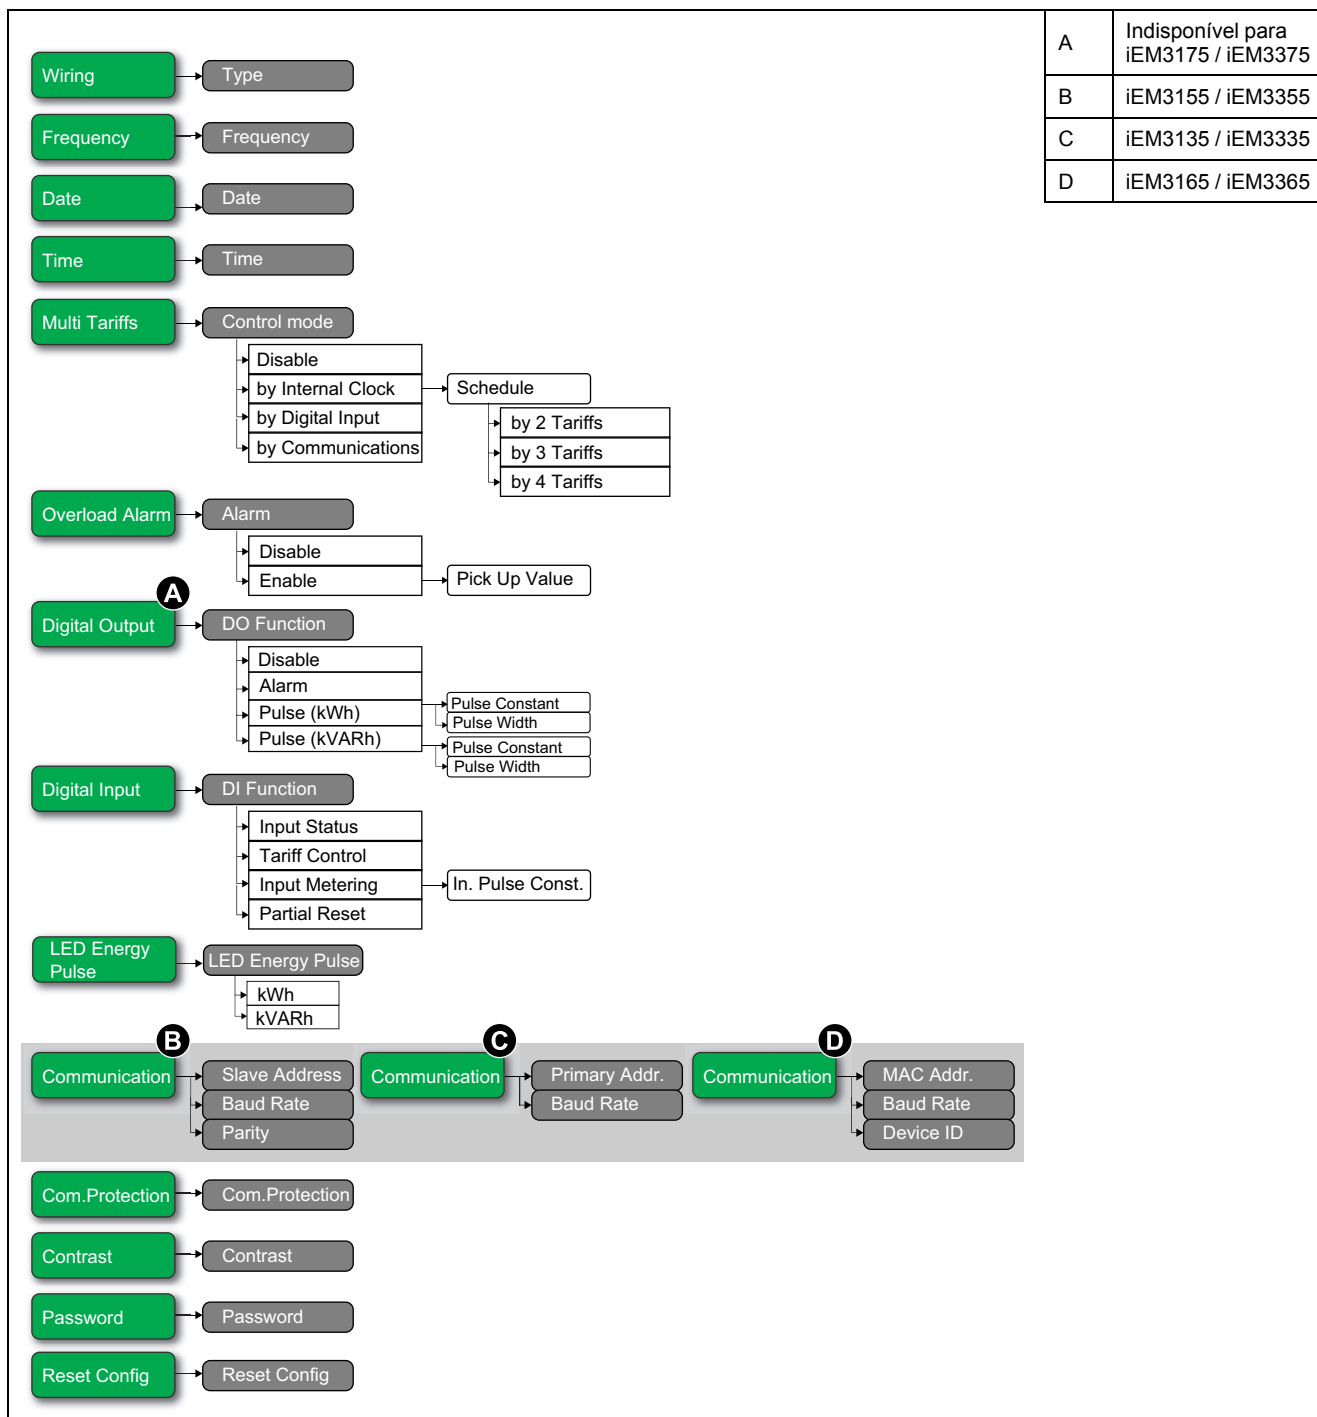 A
Indisponível para
iEM3175 / iEM3375
B
iEM3155 / iEM3355
C
iEM3135 / iEM3335
D
iEM3165 / iEM3365
Wiring
Type
Frequency
Frequency
Date
Date
Time
Time
Multi Tariffs
Control mode
Disable
by Internal Clock
Schedule
by Digital Input
by 2 Tariffs
by Communications
by 3 Tariffs
by 4 Tariffs
Overload Alarm
Alarm
Disable
Enable
Pick Up Value
A
Digital Output
DO Function
Disable
Alarm
Pulse (kWh)
Pulse Constant
Pulse Width
Pulse (kVARh)
Pulse Constant
Pulse Width
Digital Input
DI Function
Input Status
Tariff Control
Input Metering
In. Pulse Const.
Partial Reset
LED Energy
Pulse
LED Energy Pulse
kWh
kVARh
B
Communication
Slave Address
Baud Rate
Parity
C
Communication
Primary Addr.
Baud Rate
D
Communication
MAC Addr.
Baud Rate
Device ID
Com.Protection
Com.Protection
Contrast
Contrast
Password
Password
Reset Config
Reset Config